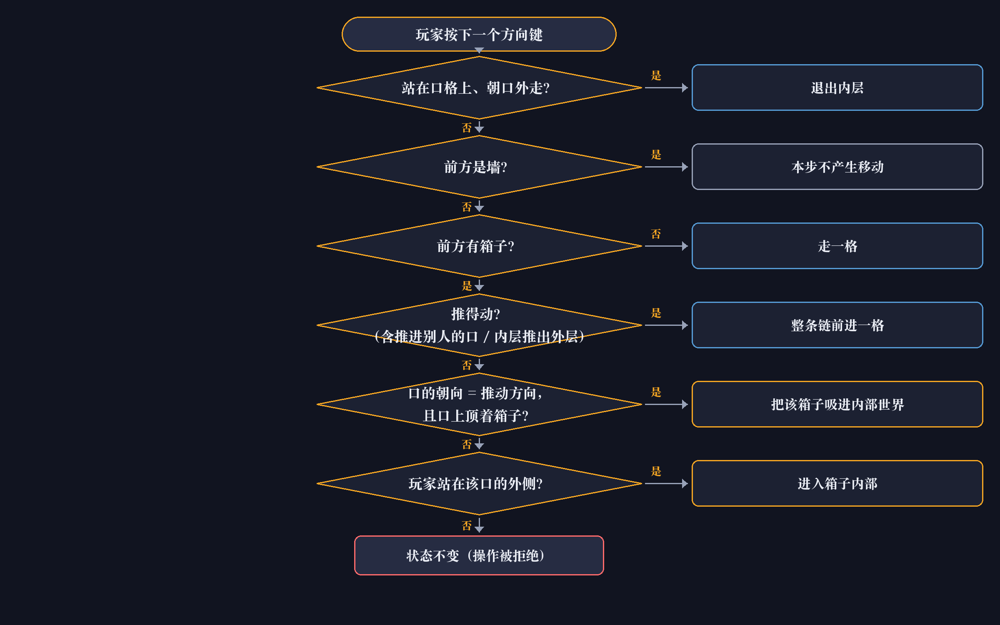 玩家按下一个方向键
站在口格上、朝口外走?
是
退出内层
否
前方是墙?
是
本步不产生移动
否
前方有箱子?
否
走一格
是
推得动?
(含推进别人的口 / 内层推出外层)
是
整条链前进一格
否
口的朝向 = 推动方向,
且口上顶着箱子?
是
把该箱子吸进内部世界
否
玩家站在该口的外侧?
是
进入箱子内部
否
状态不变（操作被拒绝）